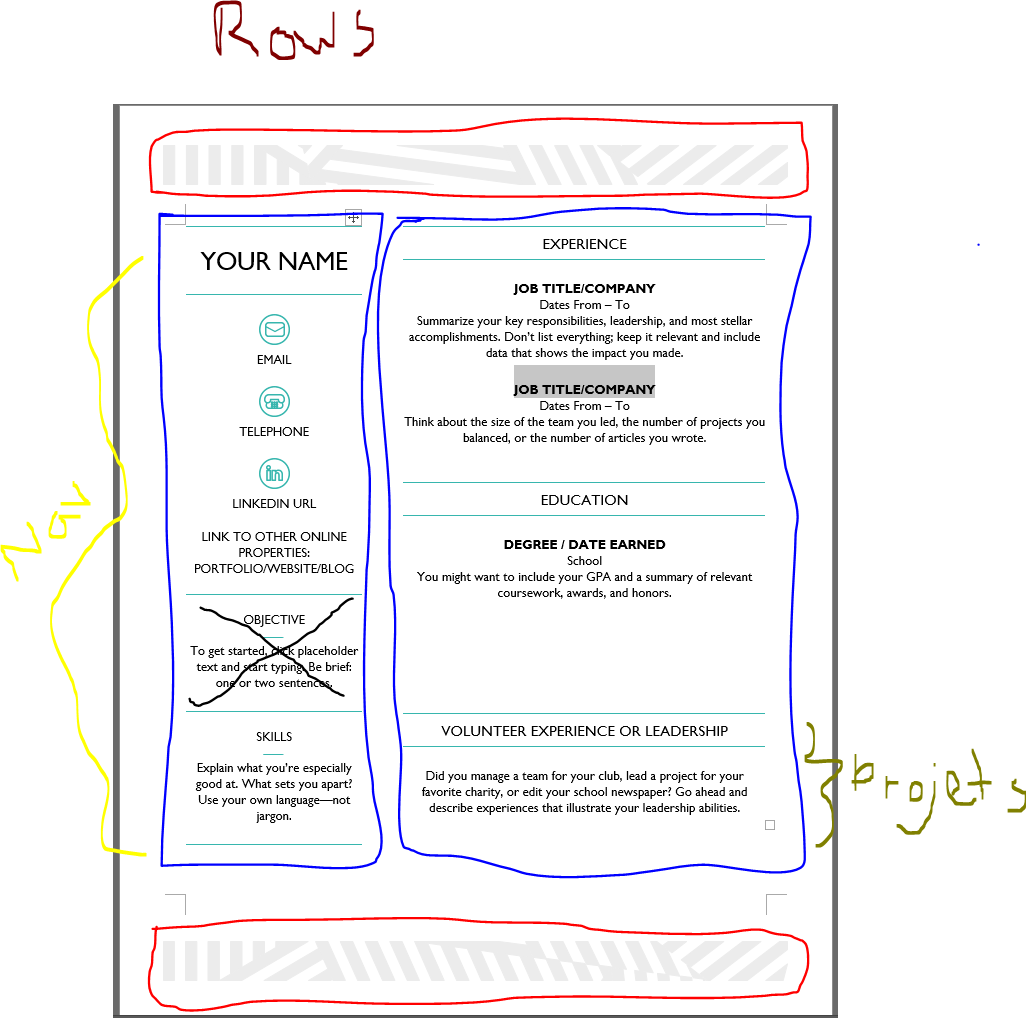 Rows
YOUR NAME
EMAIL
TELEPHONE
LINKEDIN URL
LINK TO OTHER ONLINE
PROPERTIES:
PORTFOLIO/WEBSITE/BLOG
OBJECTIVE
To get started, click placeholder
text and start typing. Be brief:
one or two sentences.
SKILLS
Explain what you're especially
good at. What sets you apart?
Use your own language—not
jargon.
Nav
EXPERIENCE
JOB TITLE/COMPANY
Dates From – To
Summarize your key responsibilities, leadership, and most stellar
accomplishments. Don't list everything; keep it relevant and include
data that shows the impact you made.
JOB TITLE/COMPANY
Dates From – To
Think about the size of the team you led, the number of projects you
balanced, or the number of articles you wrote.
EDUCATION
DEGREE / DATE EARNED
School
You might want to include your GPA and a summary of relevant
coursework, awards, and honors.
VOLUNTEER EXPERIENCE OR LEADERSHIP
Did you manage a team for your club, lead a project for your
favorite charity, or edit your school newspaper? Go ahead and
describe experiences that illustrate your leadership abilities.
projets